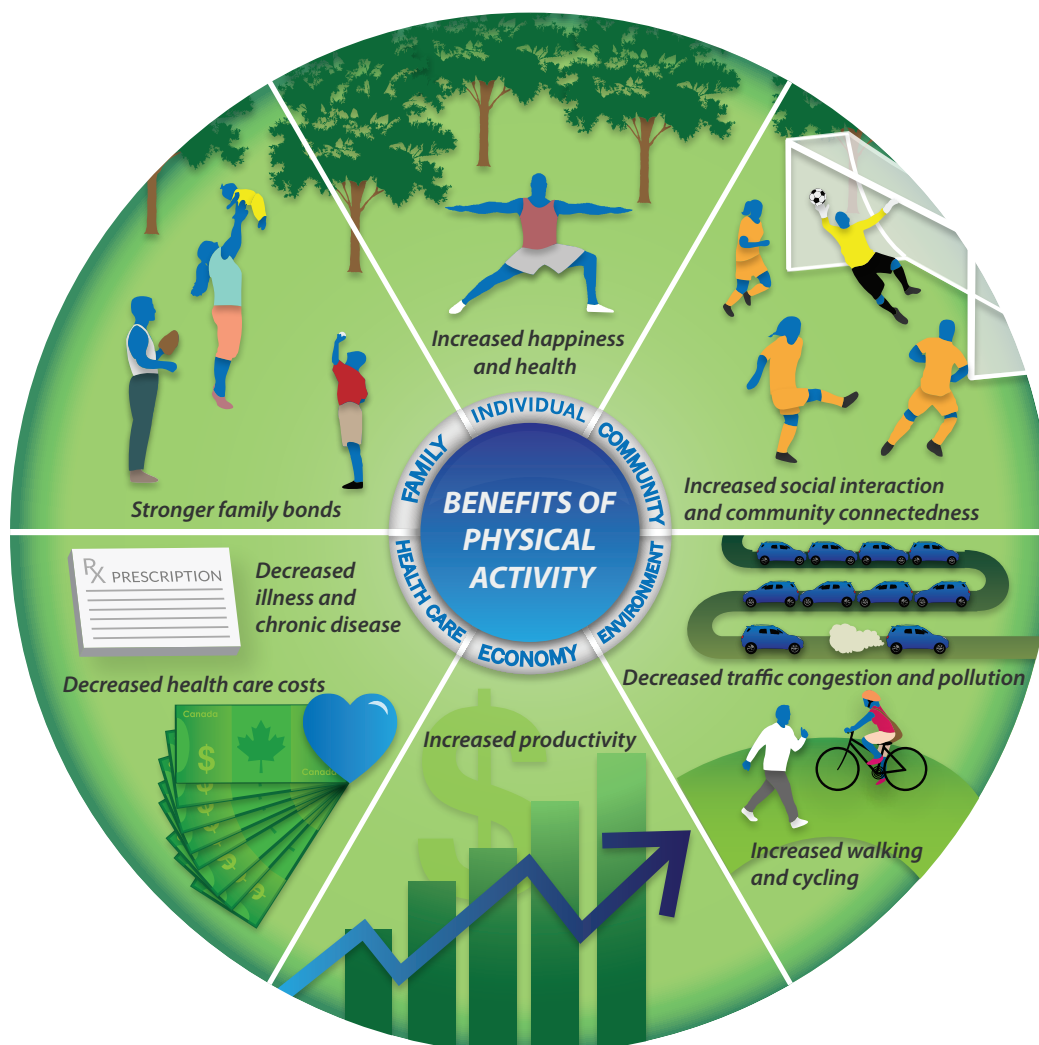 Increased happiness
and health
INDIVIDUAL
COMMUNITY
Increased social interaction
and community connectedness
ENVIRONMENT
Decreased traffic congestion and pollution
Increased walking
and cycling
ECONOMY
Increased productivity
$
HEALTH CARE
Rx PRESCRIPTION
Decreased
illness and
chronic disease
Decreased health care costs
Canada
$
Canada
$
$
$
$
$
FAMILY
Stronger family bonds
BENEFITS OF
PHYSICAL
ACTIVITY